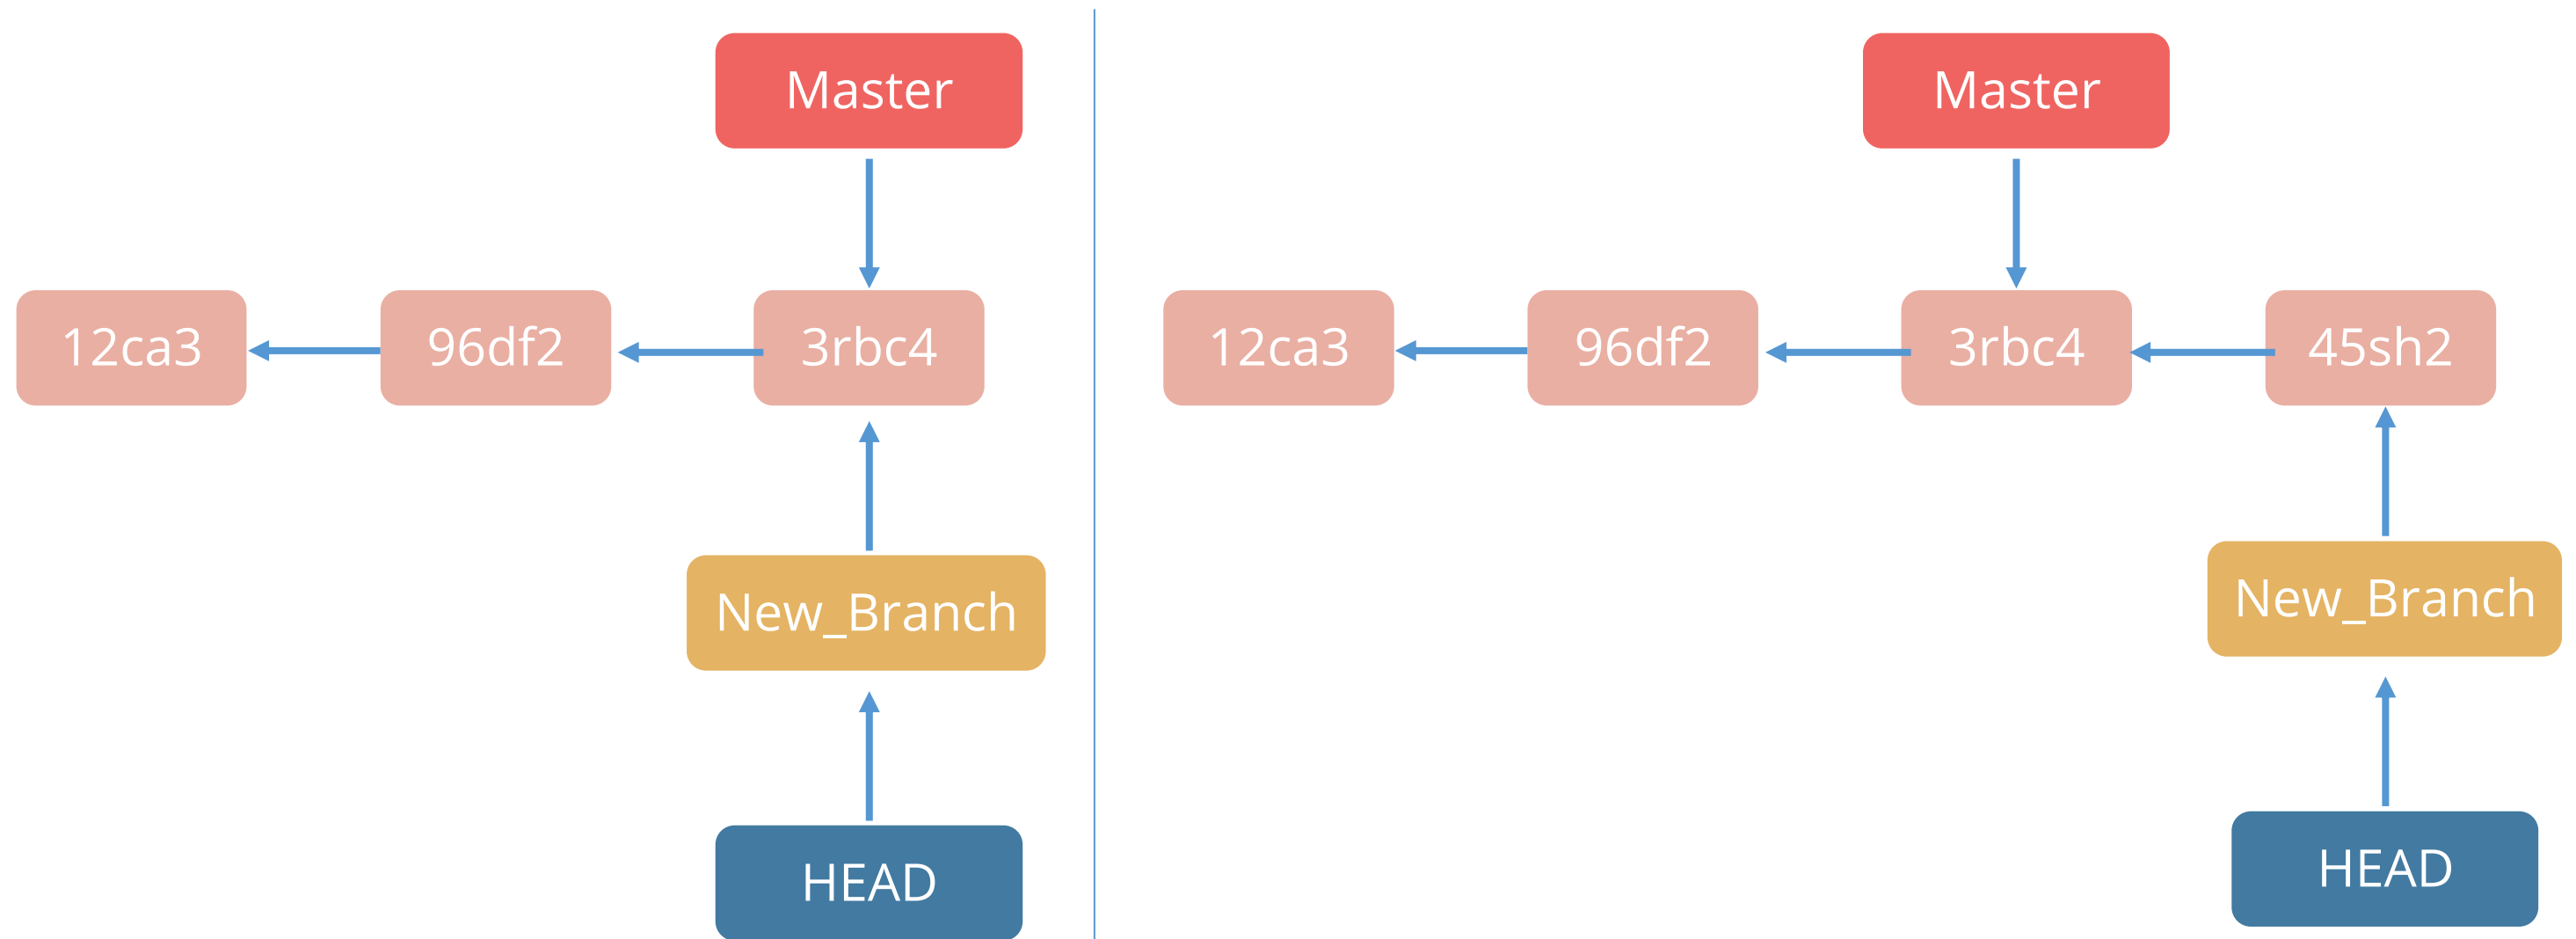 Master
12ca3
96df2
3rbc4
New_Branch
HEAD
Master
12ca3
96df2
3rbc4
45sh2
New_Branch
HEAD